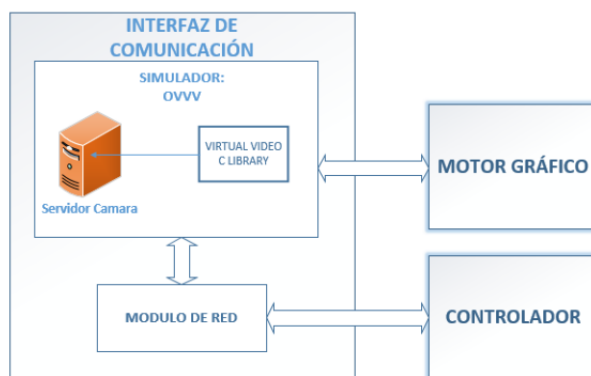 INTERFAZ DE
COMUNICACIÓN
SIMULADOR:
OVVV
VIRTUAL VIDEO
C LIBRARY
Servidor Camara
MOTOR GRÁFICO
MODULO DE RED
CONTROLADOR